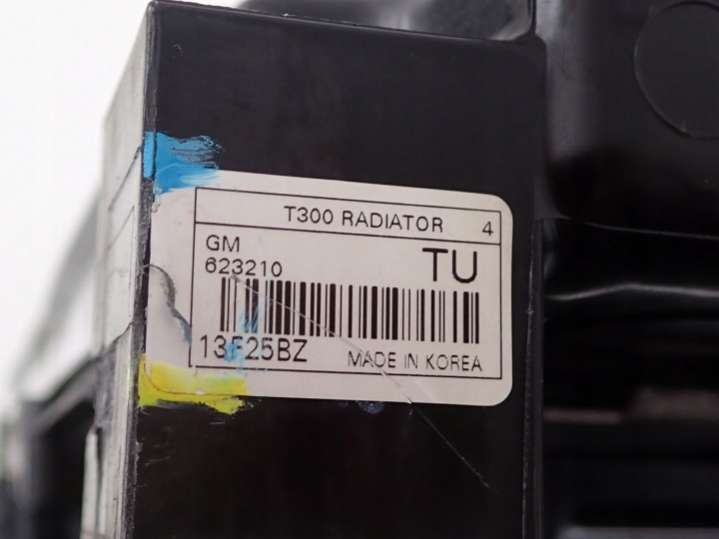 T300 RADIATOR 4
GM
623210
TU
13F25BZ MADE IN KOREA